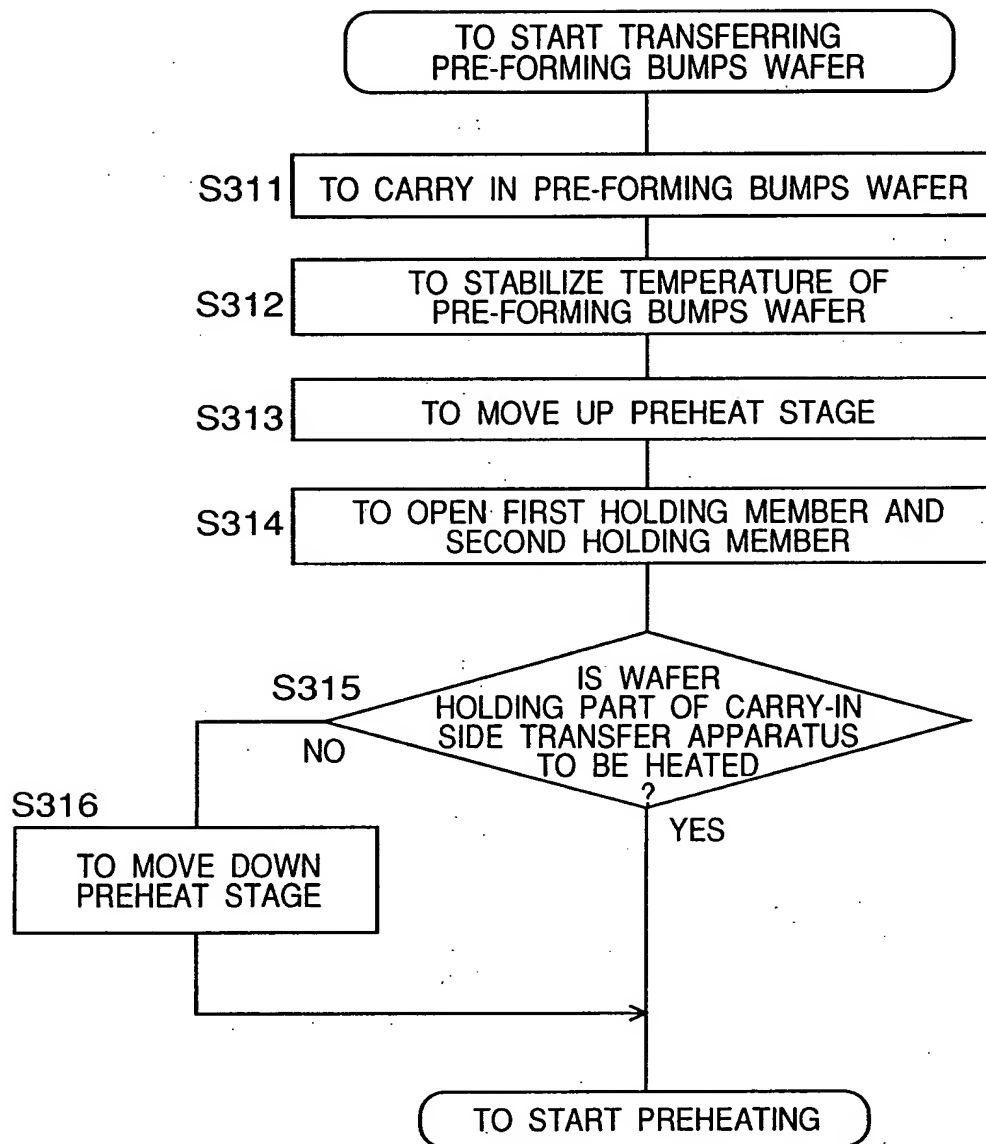 TO START TRANSFERRING
PRE-FORMING BUMPS WAFER
S311
TO CARRY IN PRE-FORMING BUMPS WAFER
S312
TO STABILIZE TEMPERATURE OF
PRE-FORMING BUMPS WAFER
S313
TO MOVE UP PREHEAT STAGE
S314
TO OPEN FIRST HOLDING MEMBER AND
SECOND HOLDING MEMBER
S315
IS WAFER
HOLDING PART OF CARRY-IN
SIDE TRANSFER APPARATUS
TO BE HEATED
?
NO
YES
S316
TO MOVE DOWN
PREHEAT STAGE
TO START PREHEATING